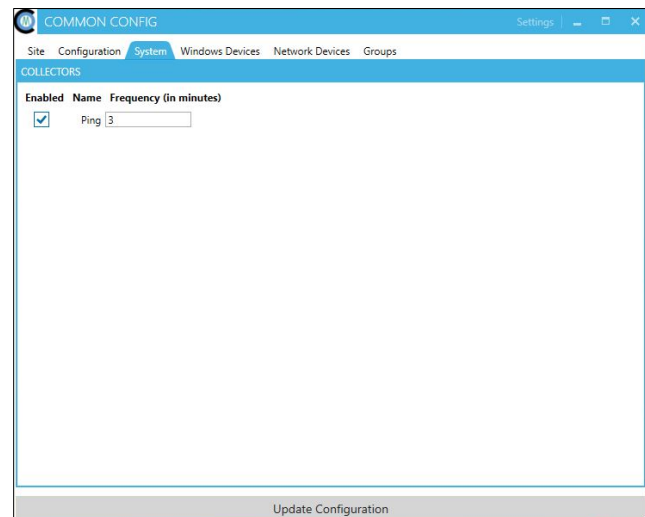 COMMON CONFIG Settings
Site Configuration System Windows Devices Network Devices Groups
COLLECTORS
Enabled Name Frequency (in minutes)
Ping 3
Update Configuration